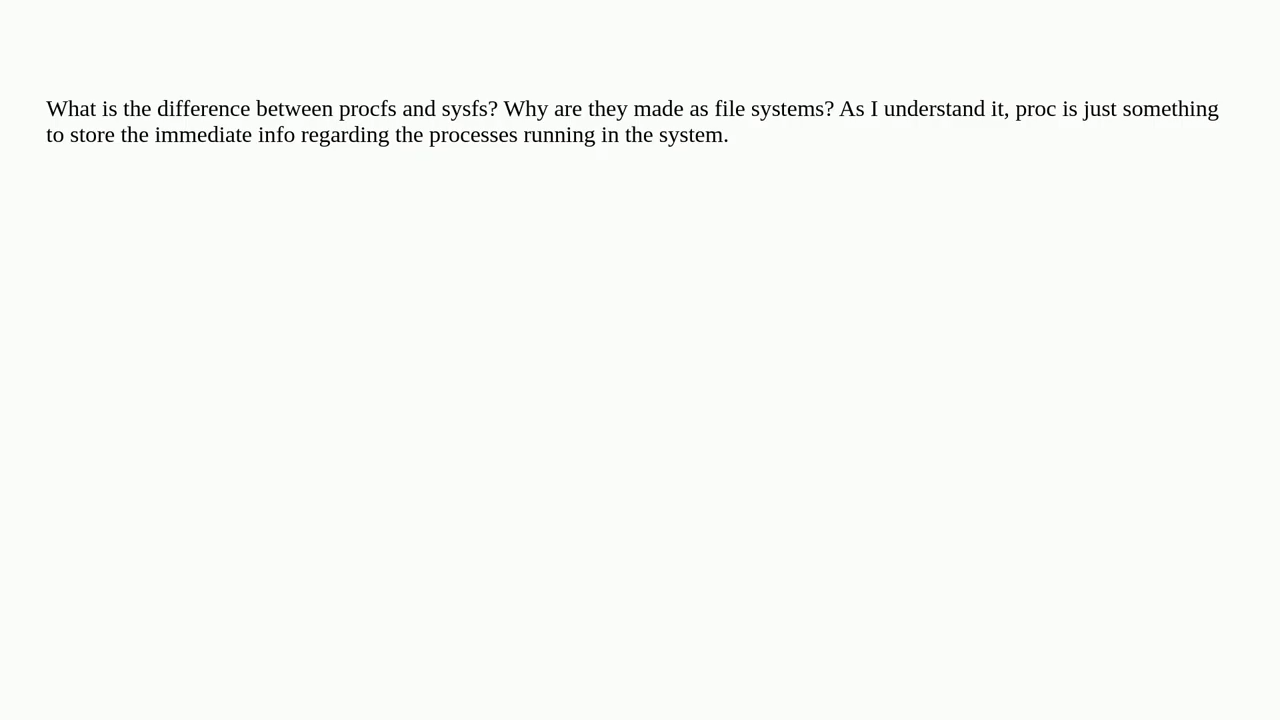 What is the difference between procfs and sysfs? Why are they made as file systems? As I understand it, proc is just something
to store the immediate info regarding the processes running in the system.